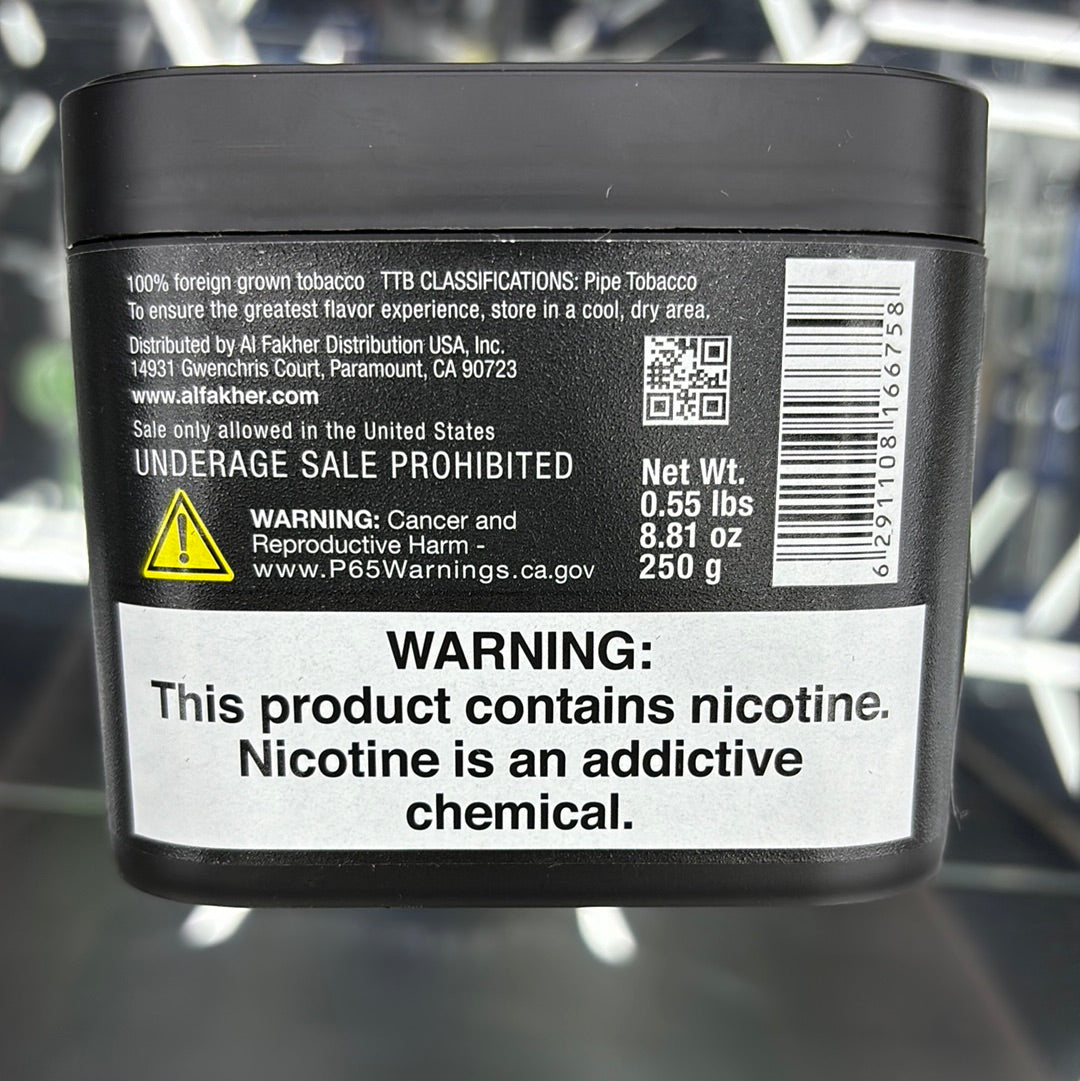 100% foreign grown tobacco TTB CLASSIFICATIONS: Pipe Tobacco
To ensure the greatest flavor experience, store in a cool, dry area.
Distributed by Al Fakher Distribution USA, Inc.
14931 Gwenchris Court, Paramount, CA 90723
www.alfakher.com
Sale only allowed in the United States
UNDERAGE SALE PROHIBITED
WARNING: Cancer and
Reproductive Harm -
www.P65Warnings.ca.gov
Net Wt.
0.55 lbs
8.81 oz
250 g
6 291108 166758
WARNING:
This product contains nicotine.
Nicotine is an addictive
chemical.